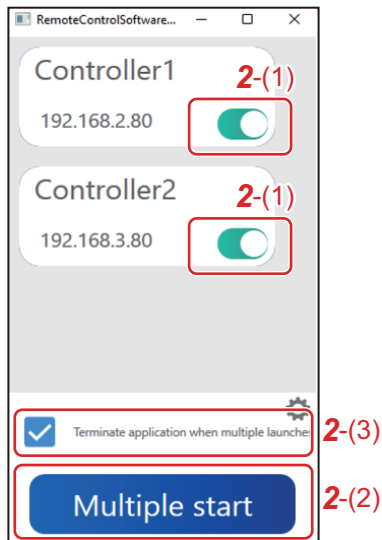 RemoteControlSoftware...
Controller1
2-(1)
192.168.2.80
Controller2
2-(1)
192.168.3.80
Terminate application when multiple launche
2-(3)
Multiple start
2-(2)